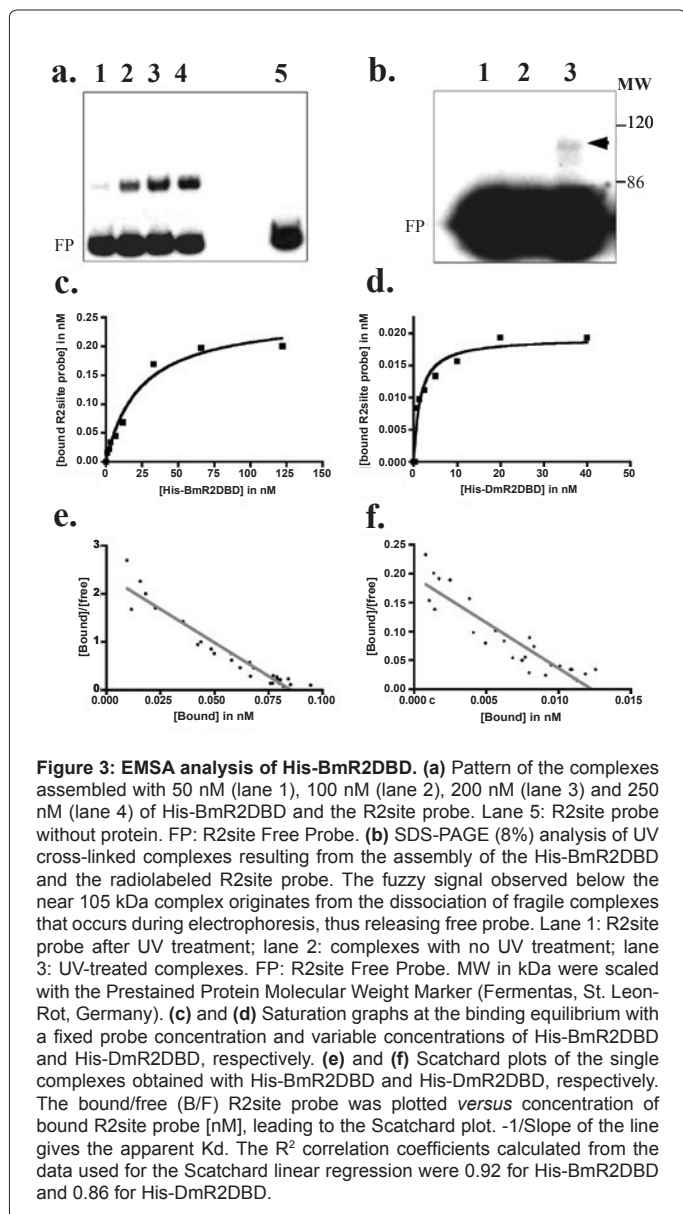 a.
1 2 3 4 5
FP
b.
1 2 3
MW
120
86
FP
c.
[bound R2siite probe] in nM
0.25
0.20
0.15
0.10
0.05
0.00
0 25 50 75 100 125 150
[His-BmR2DBD] in nM
d.
[bound R2siite probe] in nM
0.020
0.015
0.010
0.005
0.000
0 10 20 30 40 50
[His-DmR2DBD] in nM
e.
[Bound]/[free]
3
2
1
0
0.000 0.025 0.050 0.075 0.100
[Bound] in nM
f.
[Bound]/[free]
0.25
0.20
0.15
0.10
0.05
0.00
0.000 c 0.005 0.010 0.015
[Bound] in nM
Figure 3: EMSA analysis of His-BmR2DBD. (a) Pattern of the complexes
assembled with 50 nM (lane 1), 100 nM (lane 2), 200 nM (lane 3) and 250
nM (lane 4) of His-BmR2DBD and the R2site probe. Lane 5: R2site probe
without protein. FP: R2site Free Probe. (b) SDS-PAGE (8%) analysis of UV
cross-linked complexes resulting from the assembly of the His-BmR2DBD
and the radiolabeled R2site probe. The fuzzy signal observed below the
near 105 kDa complex originates from the dissociation of fragile complexes
that occurs during electrophoresis, thus releasing free probe. Lane 1: R2site
probe after UV treatment; lane 2: complexes with no UV treatment; lane
3: UV-treated complexes. FP: R2site Free Probe. MW in kDa were scaled
with the Prestained Protein Molecular Weight Marker (Fermentas, St. Leon-
Rot, Germany). (c) and (d) Saturation graphs at the binding equilibrium with
a fixed probe concentration and variable concentrations of His-BmR2DBD
and His-DmR2DBD, respectively. (e) and (f) Scatchard plots of the single
complexes obtained with His-BmR2DBD and His-DmR2DBD, respectively.
The bound/free (B/F) R2site probe was plotted versus concentration of
bound R2site probe [nM], leading to the Scatchard plot. -1/Slope of the line
gives the apparent Kd. The R² correlation coefficients calculated from the
data used for the Scatchard linear regression were 0.92 for His-BmR2DBD
and 0.86 for His-DmR2DBD.